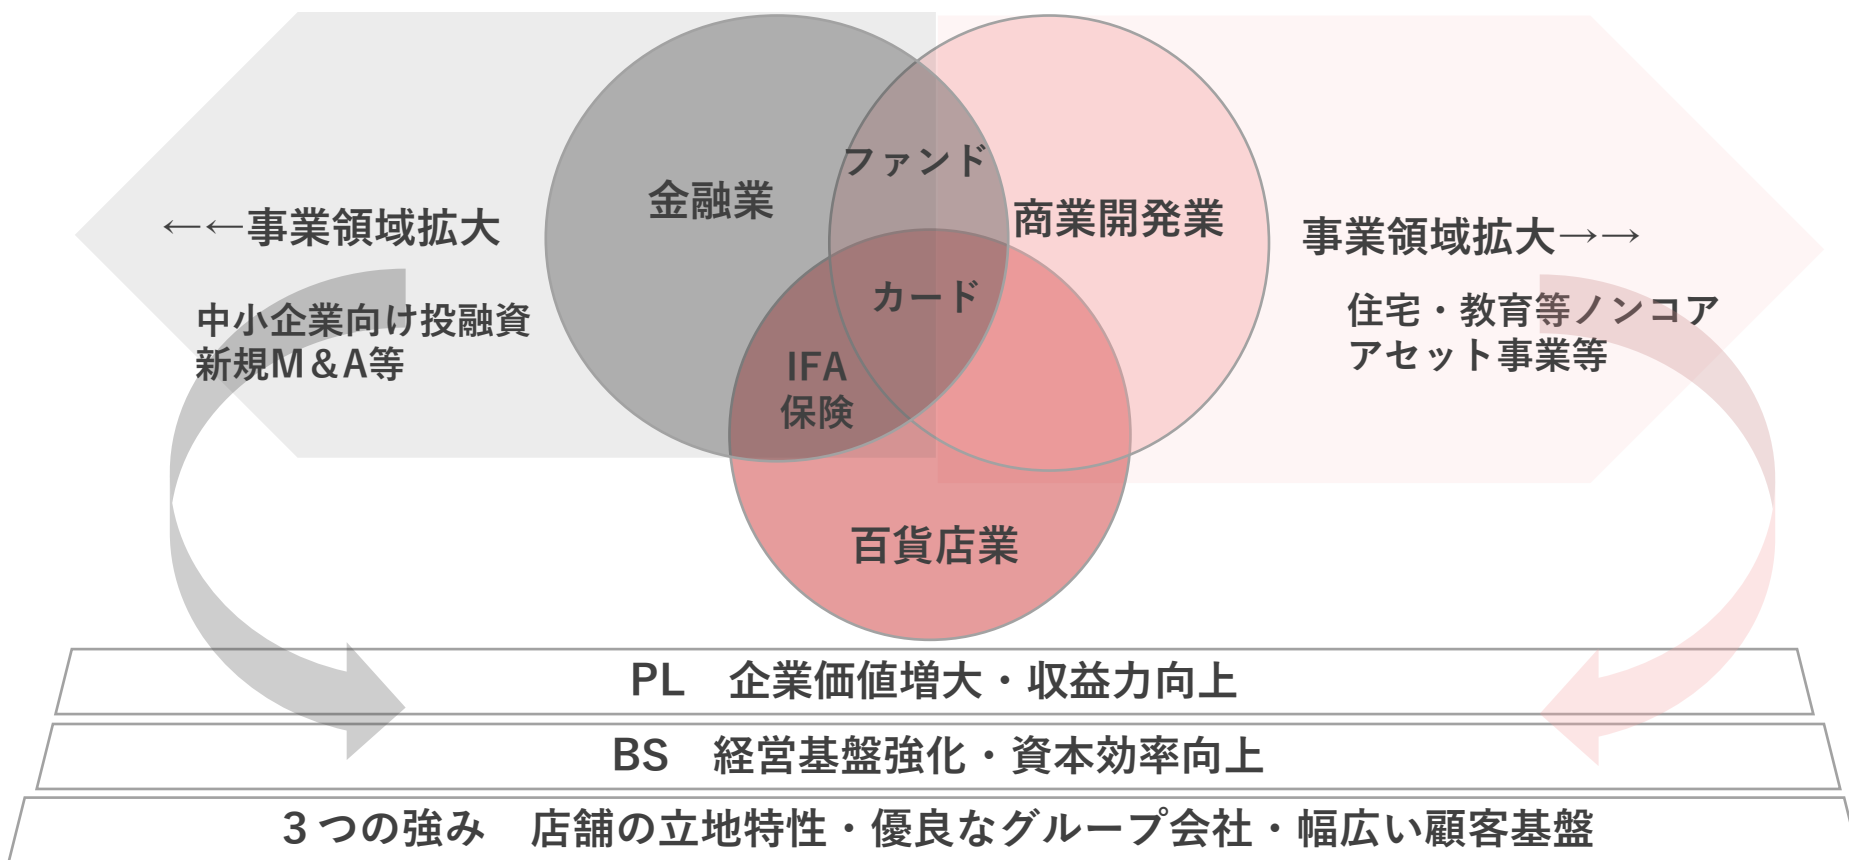 ファンド
金融業
商業開発業
←←事業領域拡大
事業領域拡大→→
カード
中小企業向け投融資
新規M&A等
住宅・教育等ノンコア
アセット事業等
IFA
保険
百貨店業
PL　企業価値増大・収益力向上
BS　経営基盤強化・資本効率向上
3つの強み　店舗の立地特性・優良なグループ会社・幅広い顧客基盤